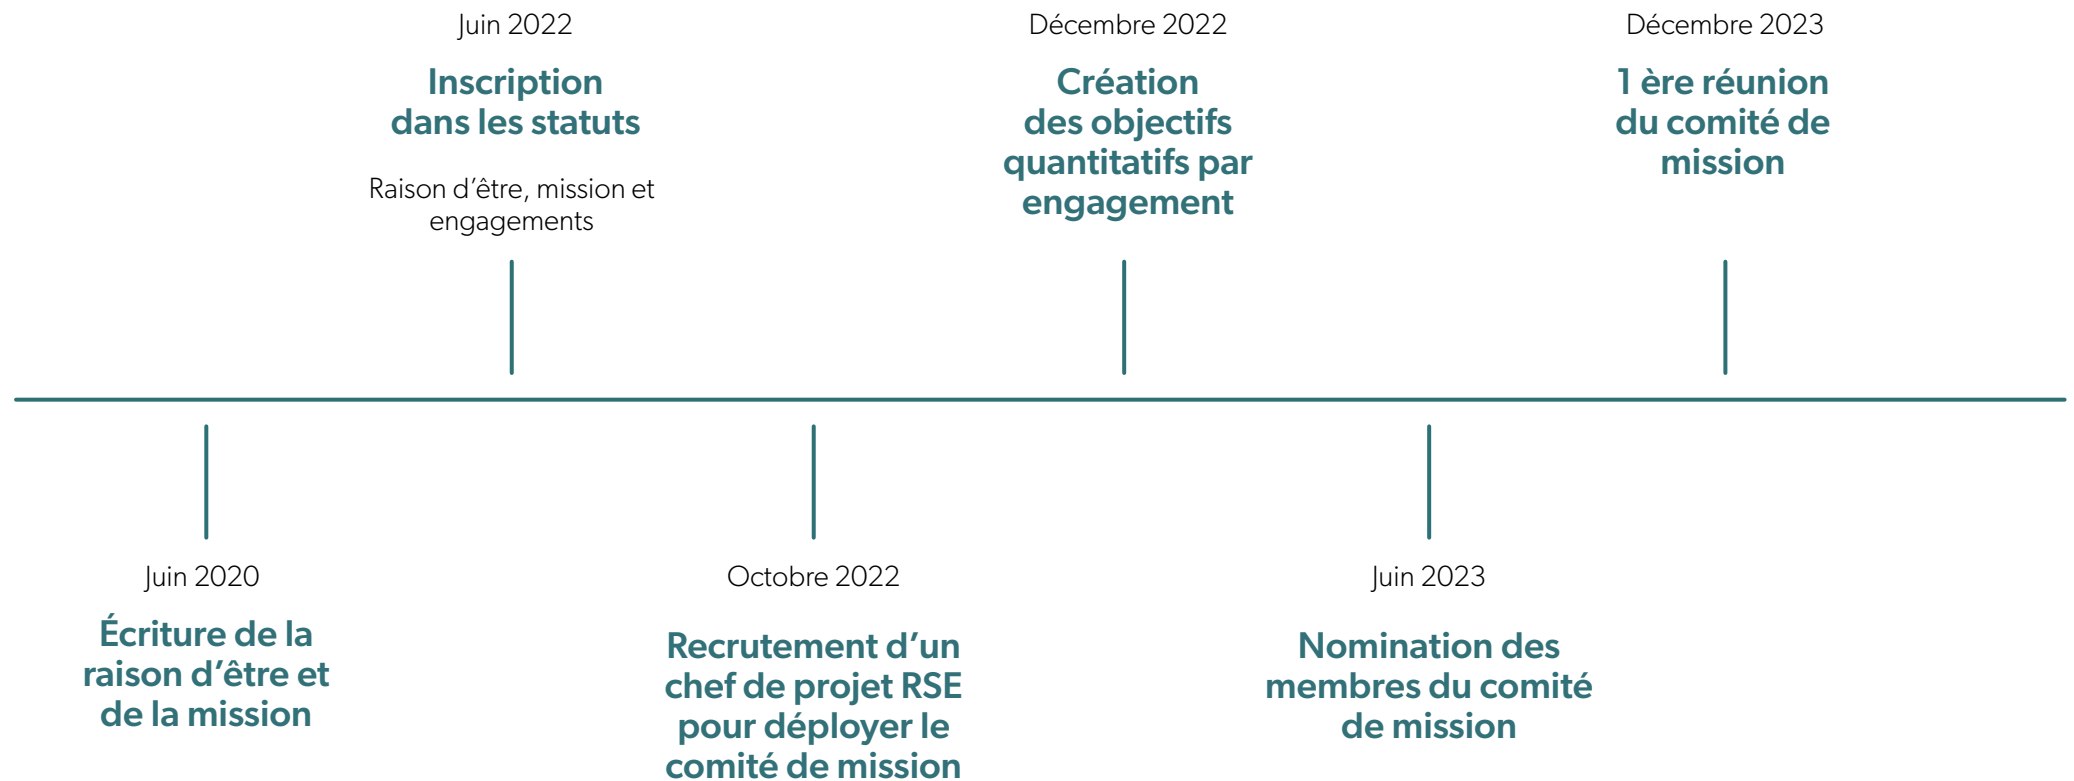 Juin 2022
Inscription
dans les statuts
Raison d’être, mission et
engagements
Décembre 2022
Création
des objectifs
quantitatifs par
engagement
Décembre 2023
1 ère réunion
du comité de
mission
Juin 2020
Écriture de la
raison d’être et
de la mission
Octobre 2022
Recrutement d’un
chef de projet RSE
pour déployer le
comité de mission
Juin 2023
Nomination des
membres du comité
de mission